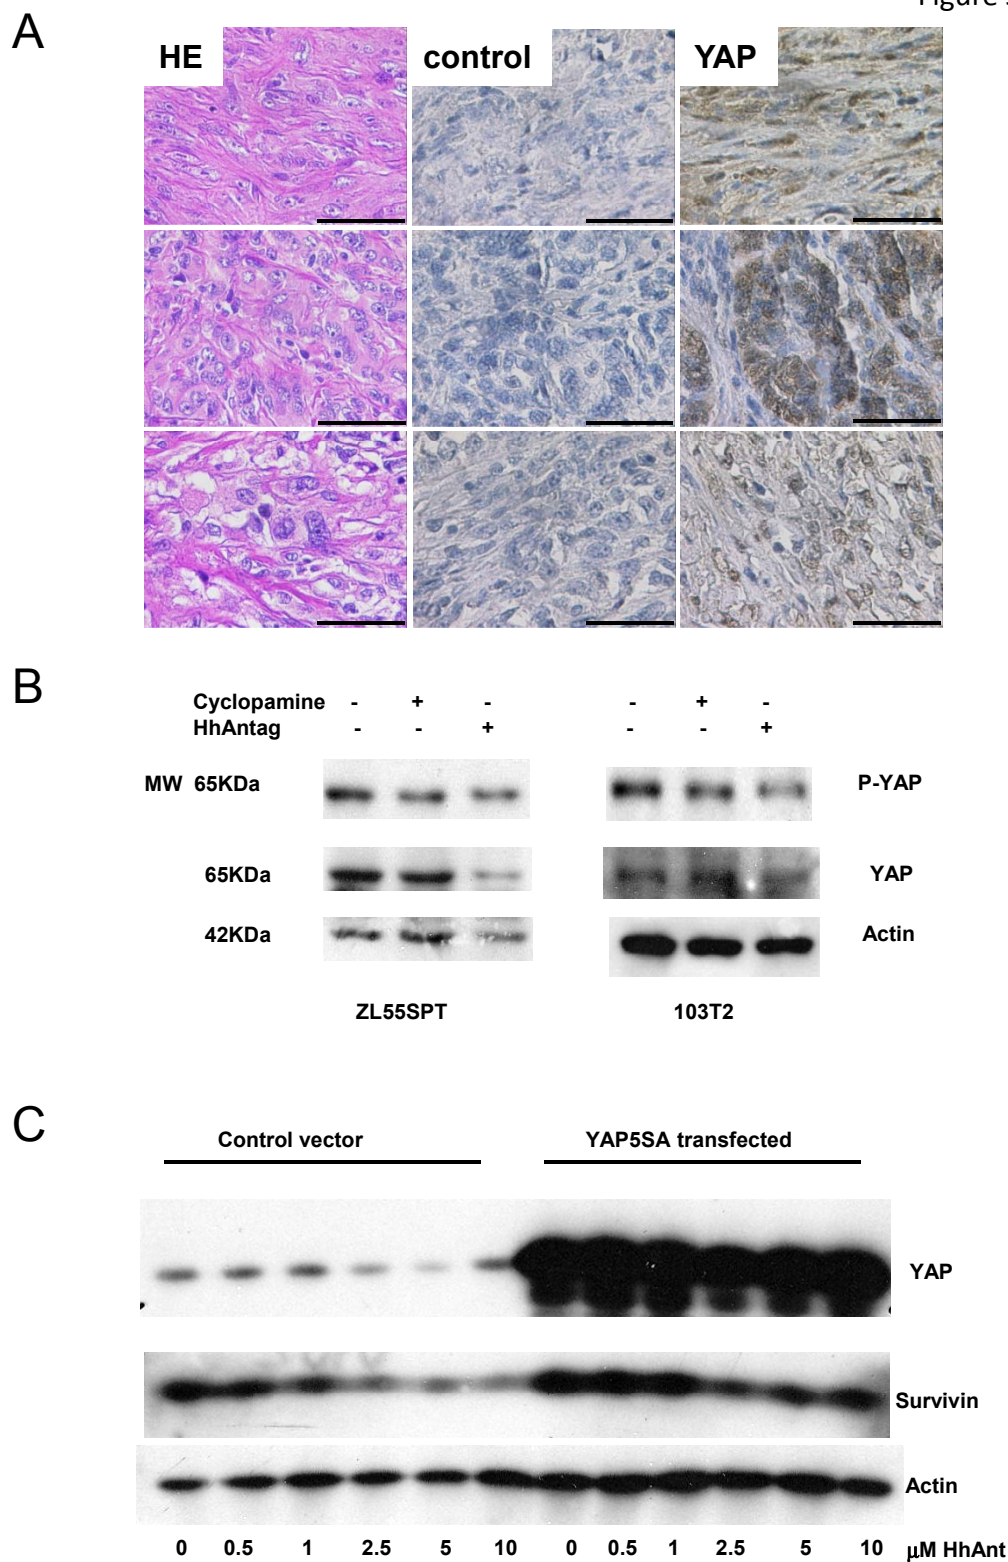 Figure
A
HE control YAP
B
Cyclopamine - + - - + -
HhAntag - - + - - +
MW 65KDa P-YAP
65KDa YAP
42KDa Actin
ZL55SPT 103T2
C
Control vector YAP5SA transfected
YAP
Survivin
Actin
0 0.5 1 2.5 5 10 0 0.5 1 2.5 5 10 µM HhAnt